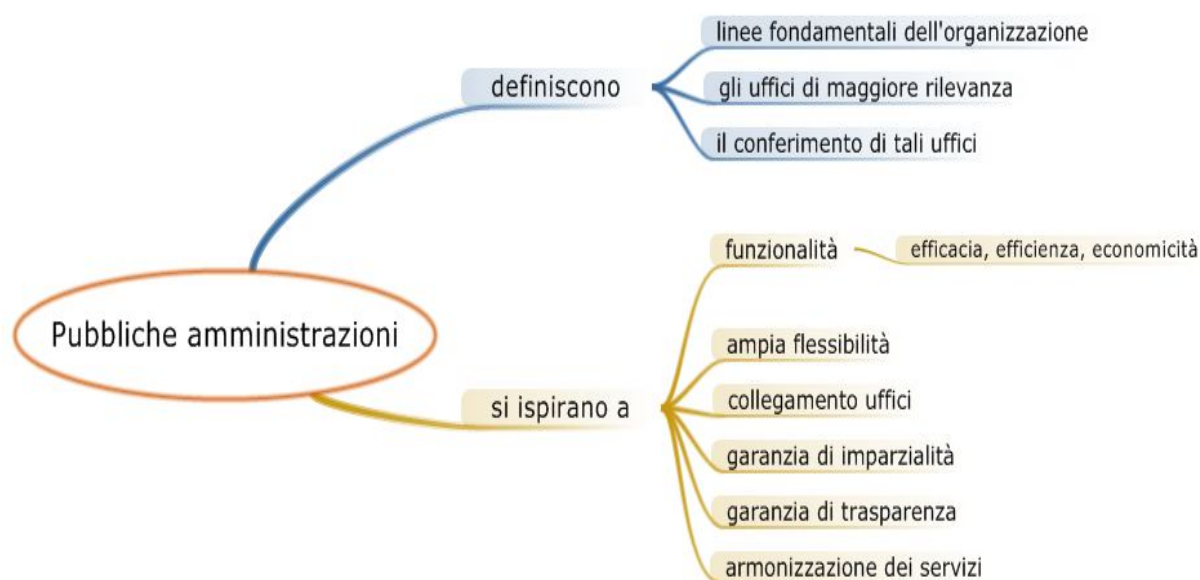 Pubbliche amministrazioni
definiscono
linee fondamentali dell'organizzazione
gli uffici di maggiore rilevanza
il conferimento di tali uffici
si ispirano a
funzionalità
efficacia, efficienza, economicità
ampia flessibilità
collegamento uffici
garanzia di imparzialità
garanzia di trasparenza
armonizzazione dei servizi